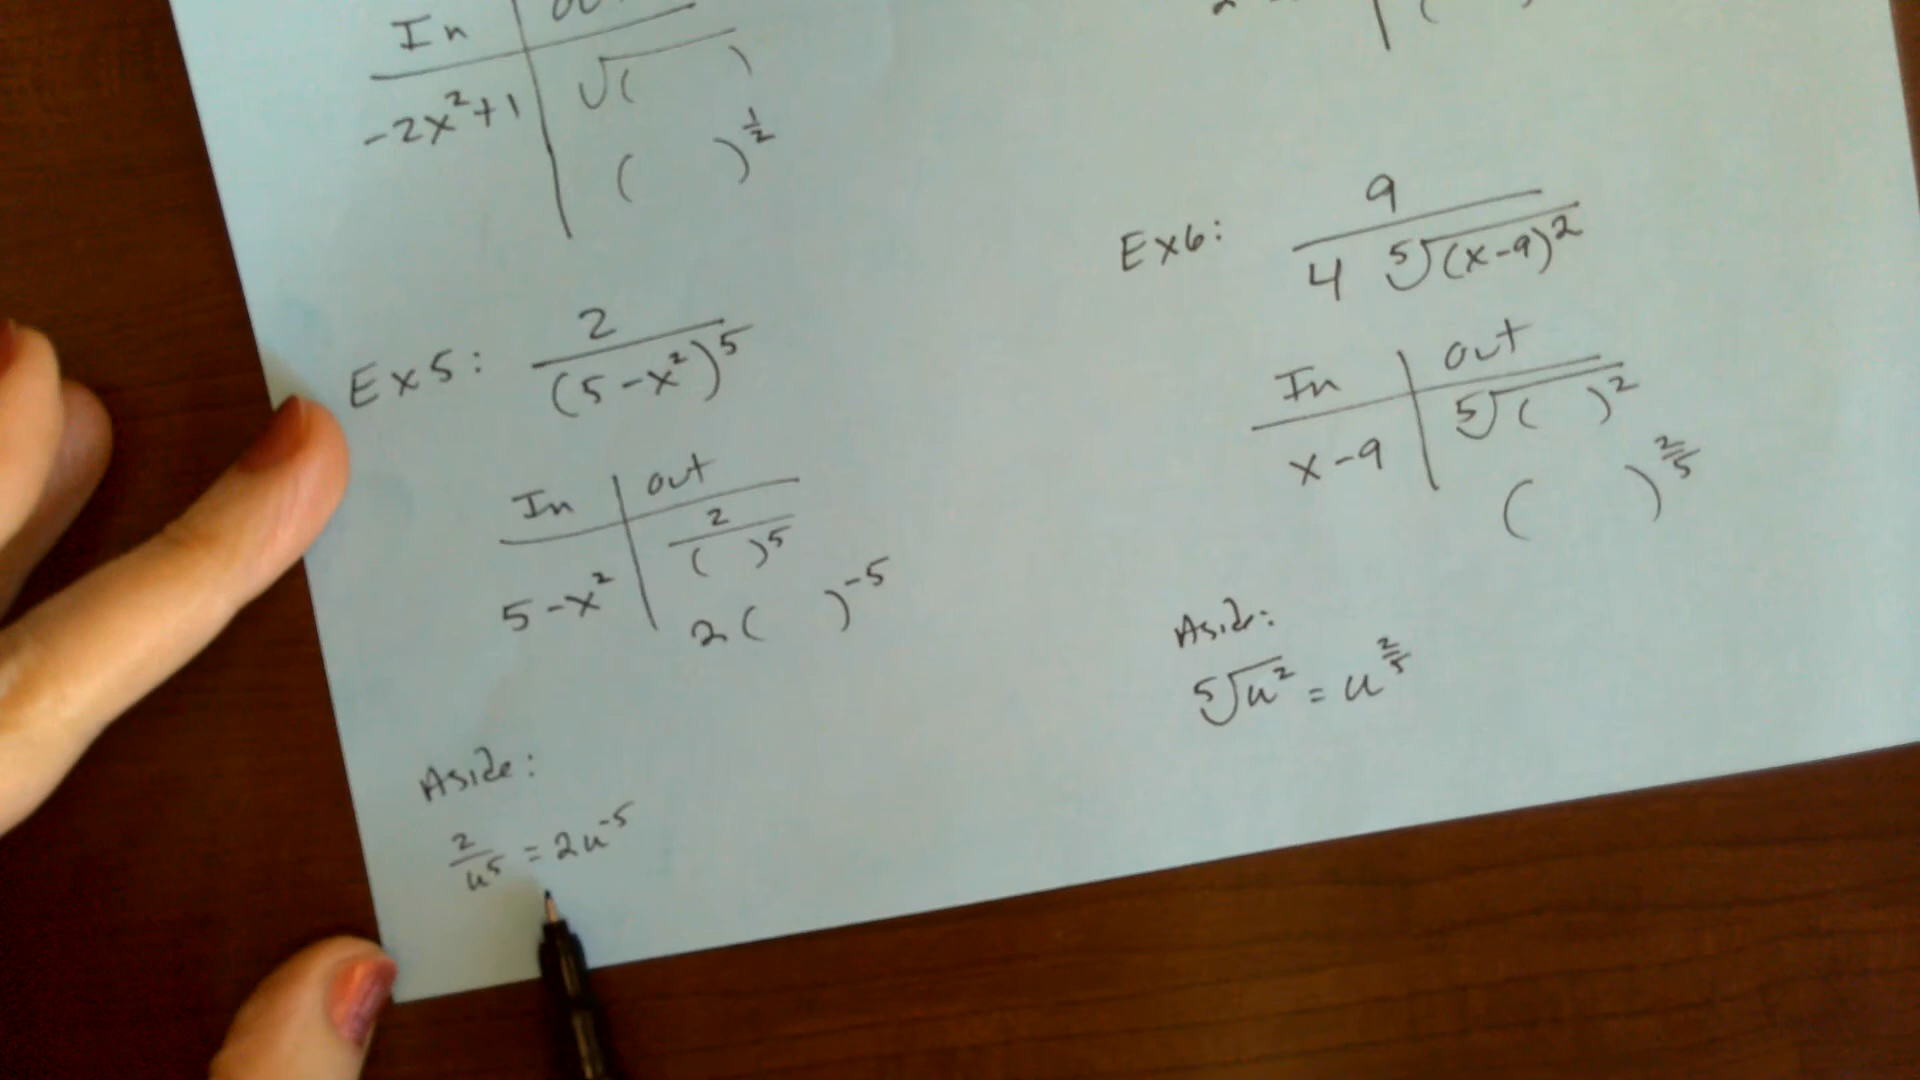 In
-2x²+1 | √( )
( )^½
Ex5: 2/(5-x²)⁵
In | out
5-x² | 2/( )⁵
2( )⁻⁵
Aside:
2/u⁵ = 2u⁻⁵
Ex6: 9/(4 ⁵√(x-9)²)
In | out
x-9 | ⁵√( )²
( )^⅖
Aside:
⁵√u² = u^⅖